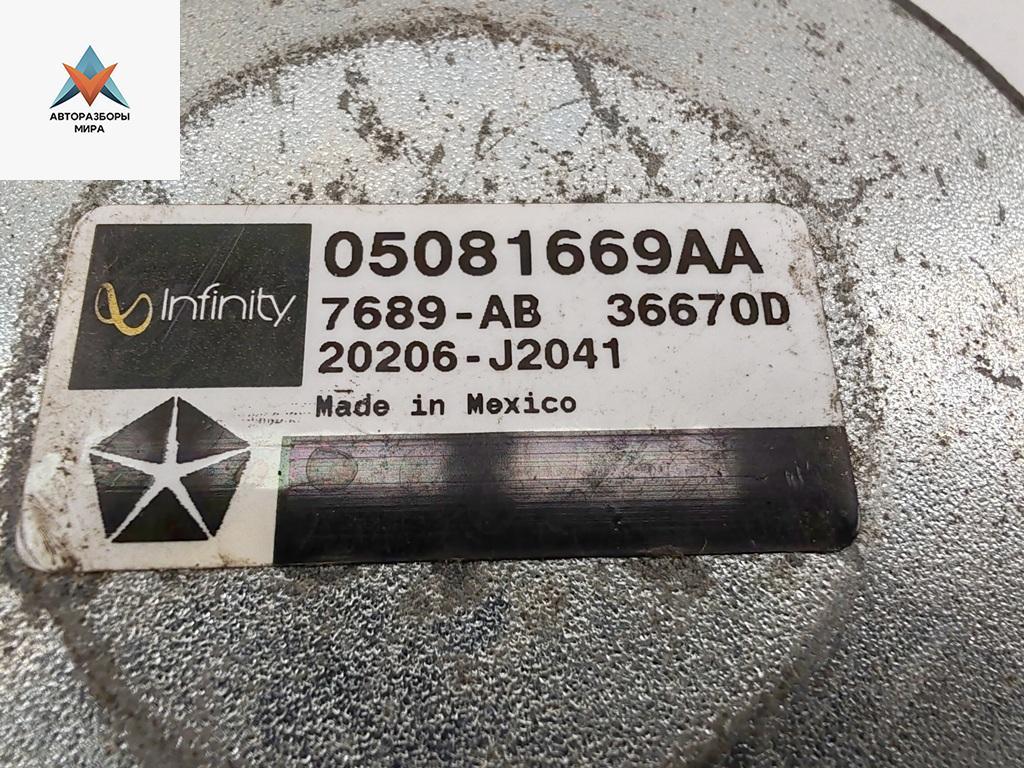 АВТОРАЗБОРЫ
МИРА
Infinity
05081669AA
7689-AB 36670D
20206-J2041
Made in Mexico